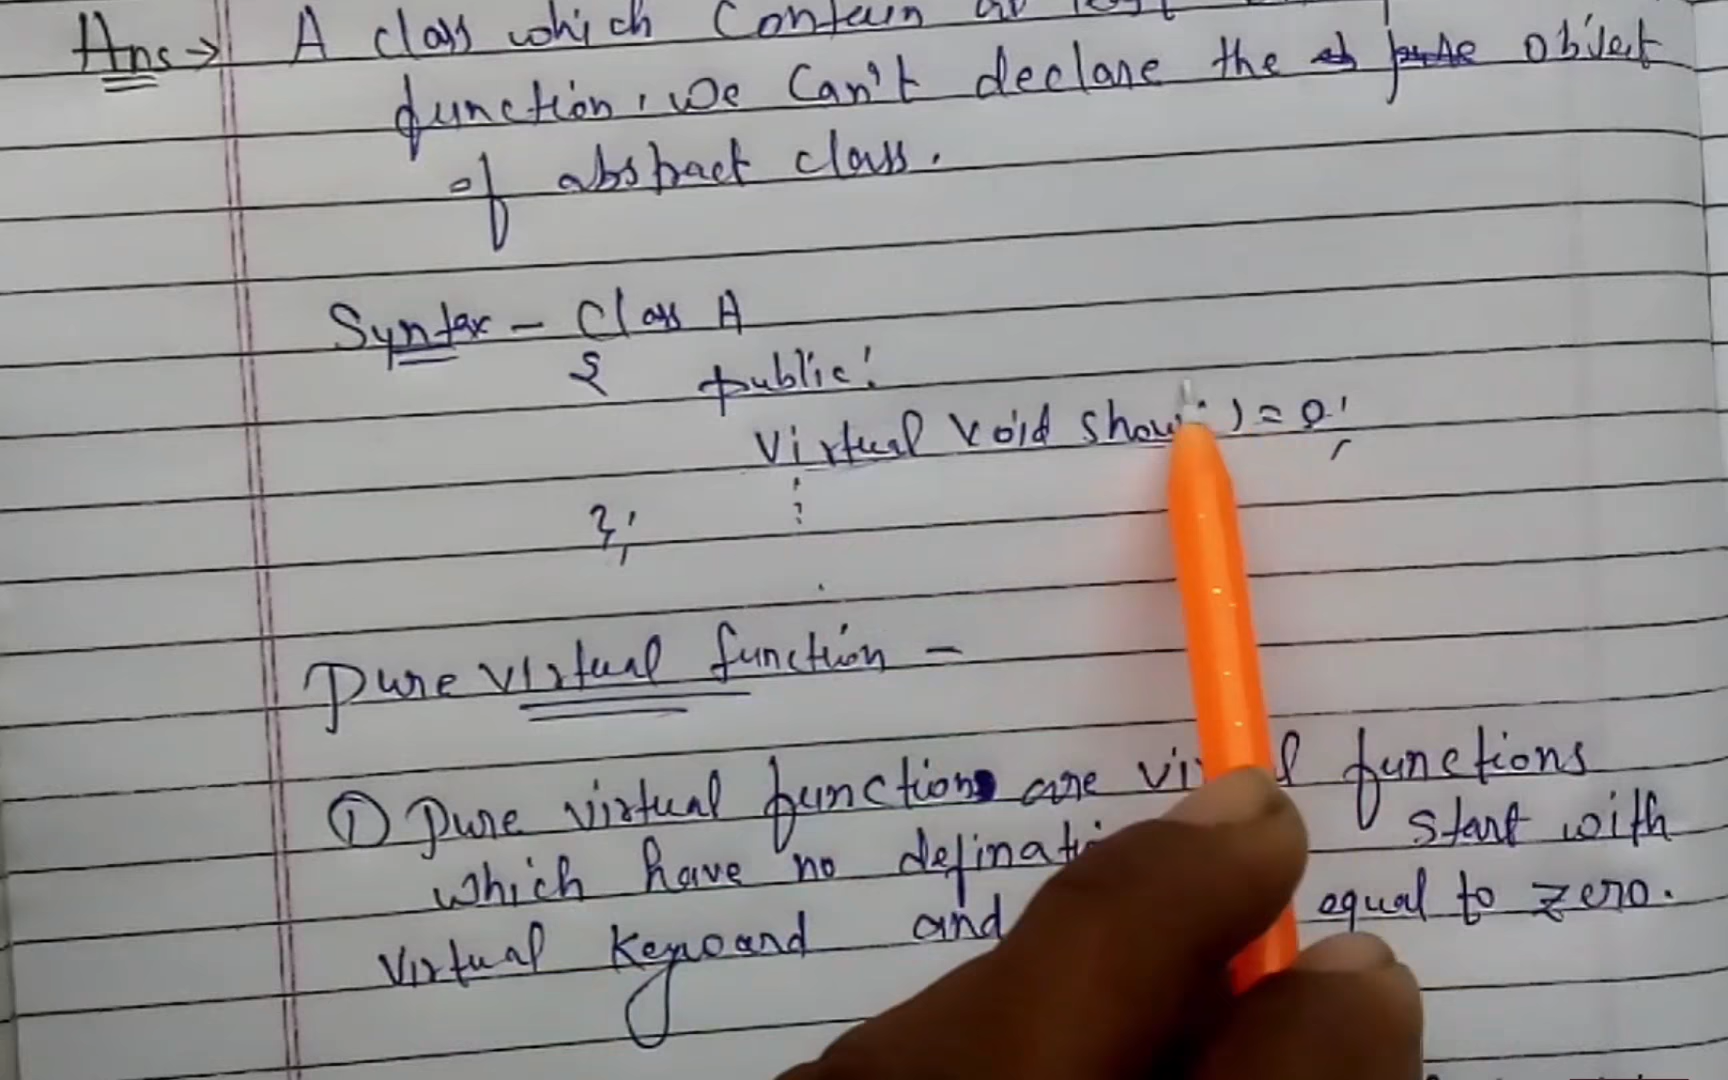 Ans→ A class which Contain at
function, we can't declare the object
of abstract class.
Syntax - Class A
{ public:
Virtual Void show()=0;
};
Pure virtual function -
① Pure virtual functions are functions
which have no start with
virtual Keyword and equal to zero.